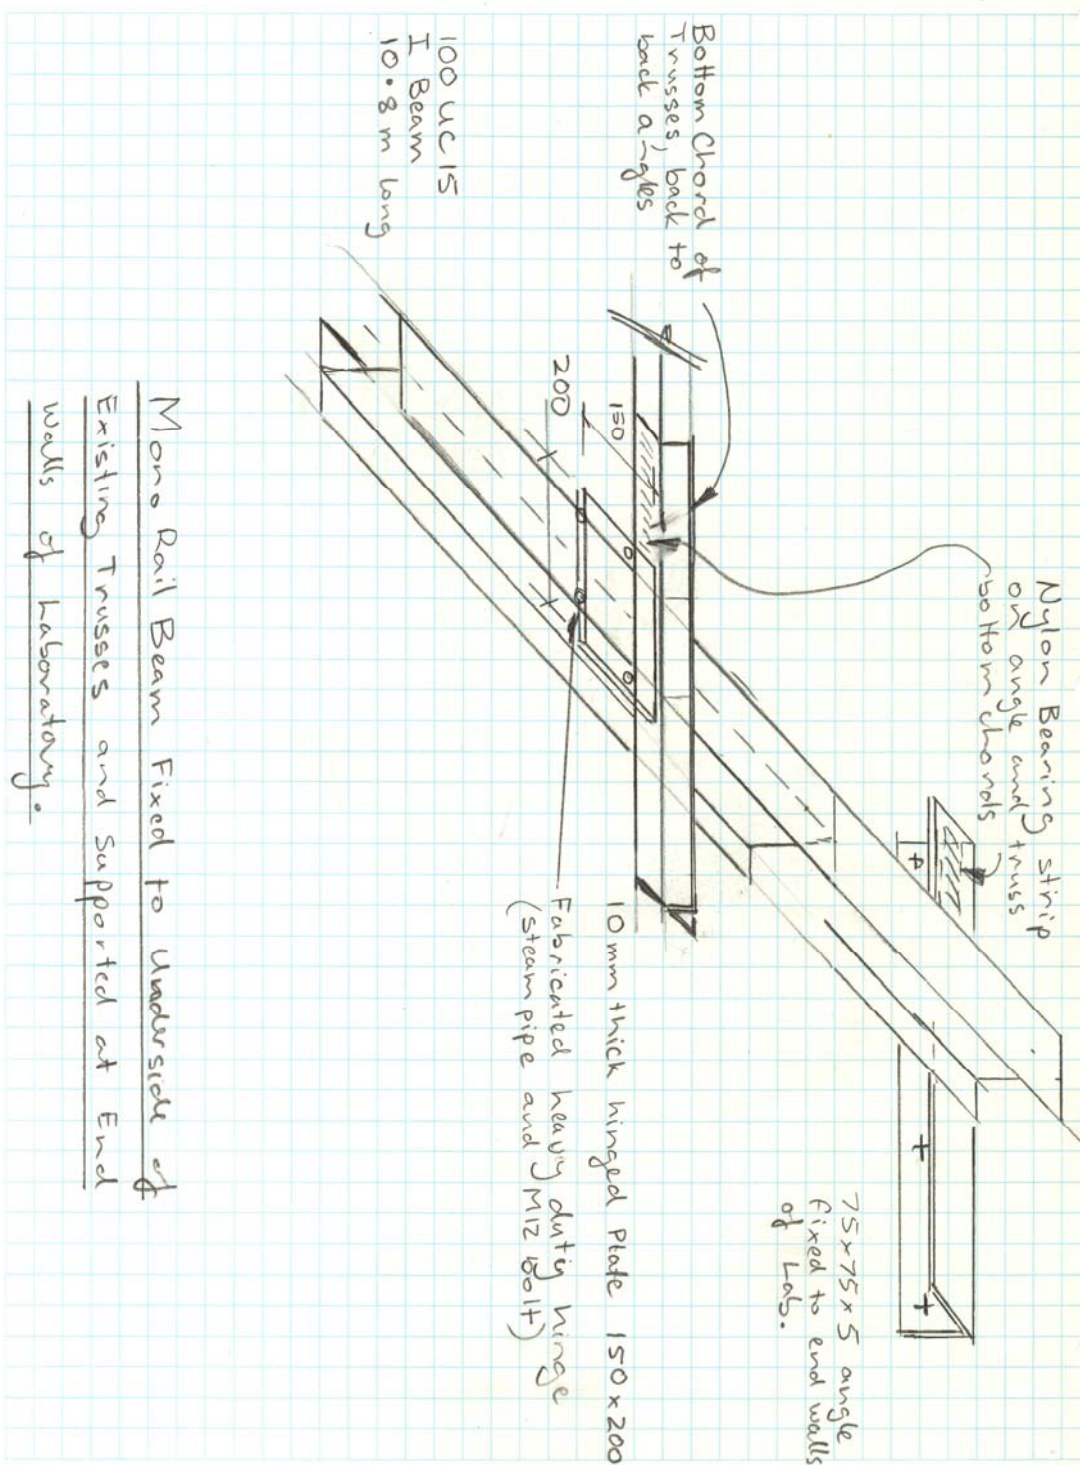 Nylon Bearing strip
on angle and truss
bottom chords
Bottom Chord of
Trusses, back to
back angles
75x75x5 angle
fixed to end walls
of Lab.
150
200
10mm thick hinged Plate 150x200
Fabricated heavy duty hinge
(steam pipe and M12 Bolt)
100 UC 15
I Beam
10.8 m long
Mono Rail Beam Fixed to Underside of
Existing Trusses and Supported at End
Walls of Laboratory.